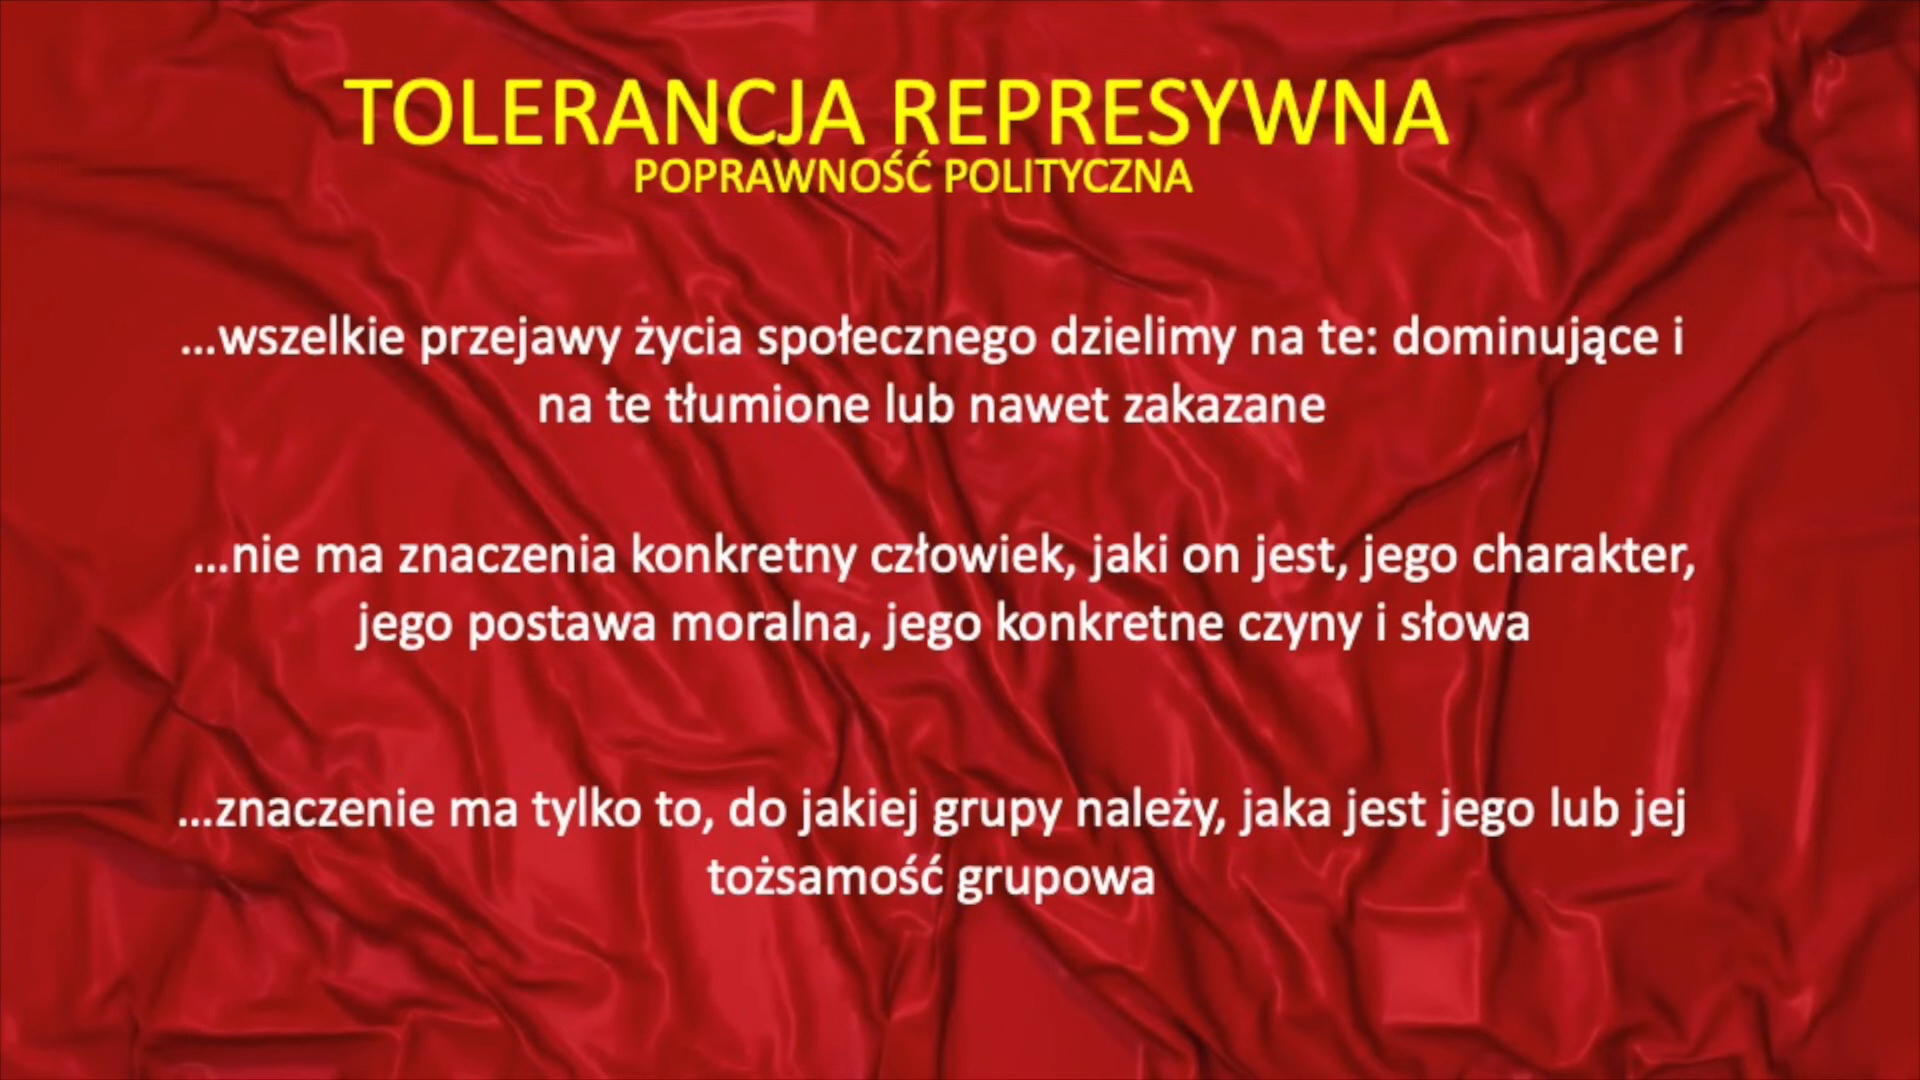 TOLERANCJA REPRESYWNA
POPRAWNOŚĆ POLITYCZNA
...wszelkie przejawy życia społecznego dzielimy na te: dominujące i
na te tłumione lub nawet zakazane
...nie ma znaczenia konkretny człowiek, jaki on jest, jego charakter,
jego postawa moralna, jego konkretne czyny i słowa
...znaczenie ma tylko to, do jakiej grupy należy, jaka jest jego lub jej
tożsamość grupowa